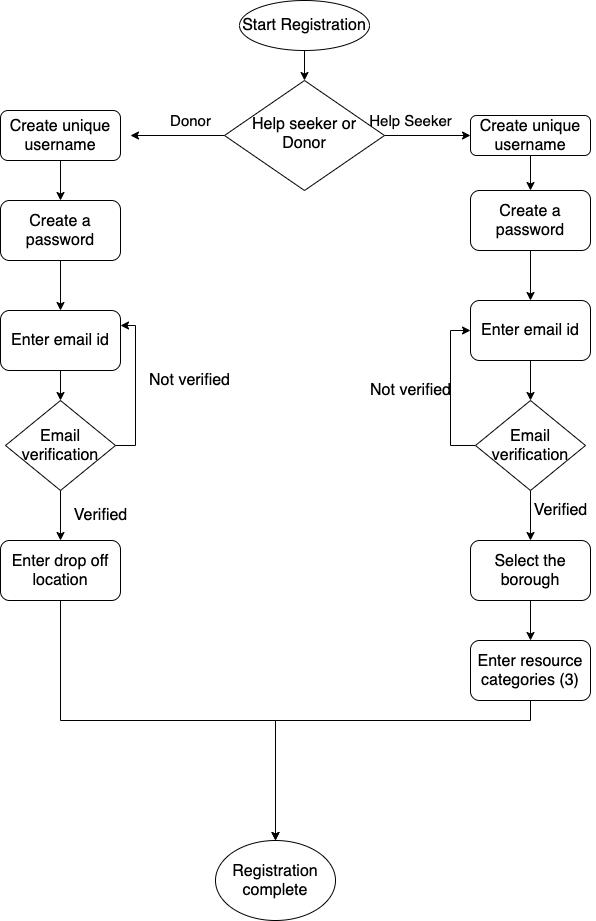 Start Registration
Help seeker or
Donor
Donor
Help Seeker
Create unique
username
Create a
password
Enter email id
Not verified
Email
verification
Verified
Enter drop off
location
Create unique
username
Create a
password
Enter email id
Not verified
Email
verification
Verified
Select the
borough
Enter resource
categories (3)
Registration
complete